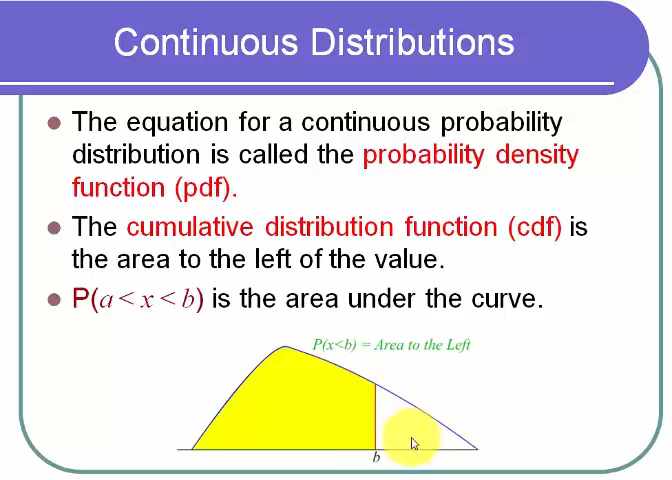 Continuous Distributions
The equation for a continuous probability
distribution is called the probability density
function (pdf).
The cumulative distribution function (cdf) is
the area to the left of the value.
P(a < x < b) is the area under the curve.
P(x<b) = Area to the Left
b